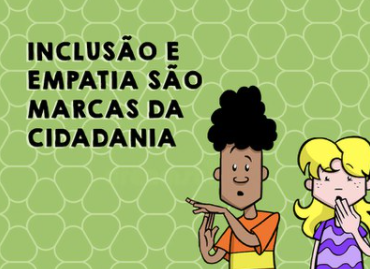 INCLUSÃO E
EMPATIA SÃO
MARCAS DA
CIDADANIA